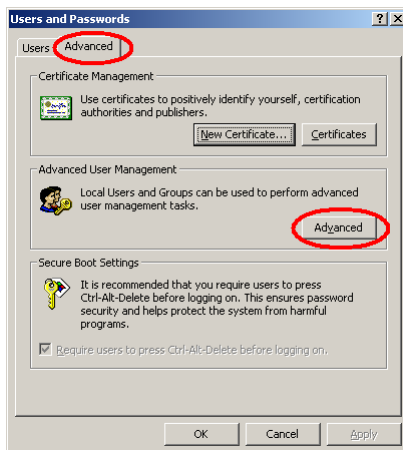 Users and Passwords
Users Advanced
Certificate Management
Use certificates to positively identify yourself, certification
authorities and publishers.
New Certificate... Certificates
Advanced User Management
Local Users and Groups can be used to perform advanced
user management tasks.
Advanced
Secure Boot Settings
It is recommended that you require users to press
Ctrl-Alt-Delete before logging on. This ensures password
security and helps protect the system from harmful
programs.
Require users to press Ctrl-Alt-Delete before logging on.
OK Cancel Apply